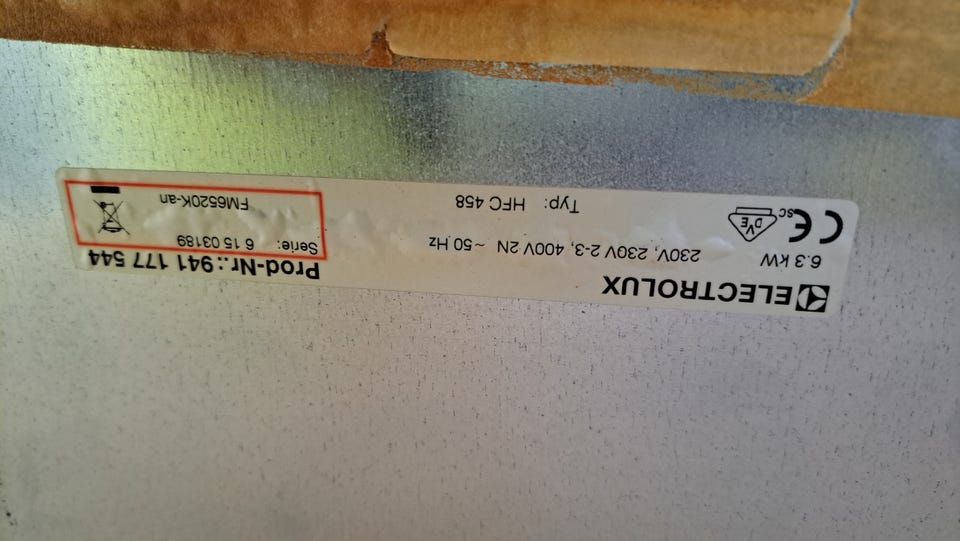 ELECTROLUX
Prod-Nr.: 941 177 544
6.3 kW 230V, 230V 2-3, 400V 2N ~ 50 Hz
Serie: 6 15 03189
CE DVE SC
Typ: HFC 458
FM6520K-an